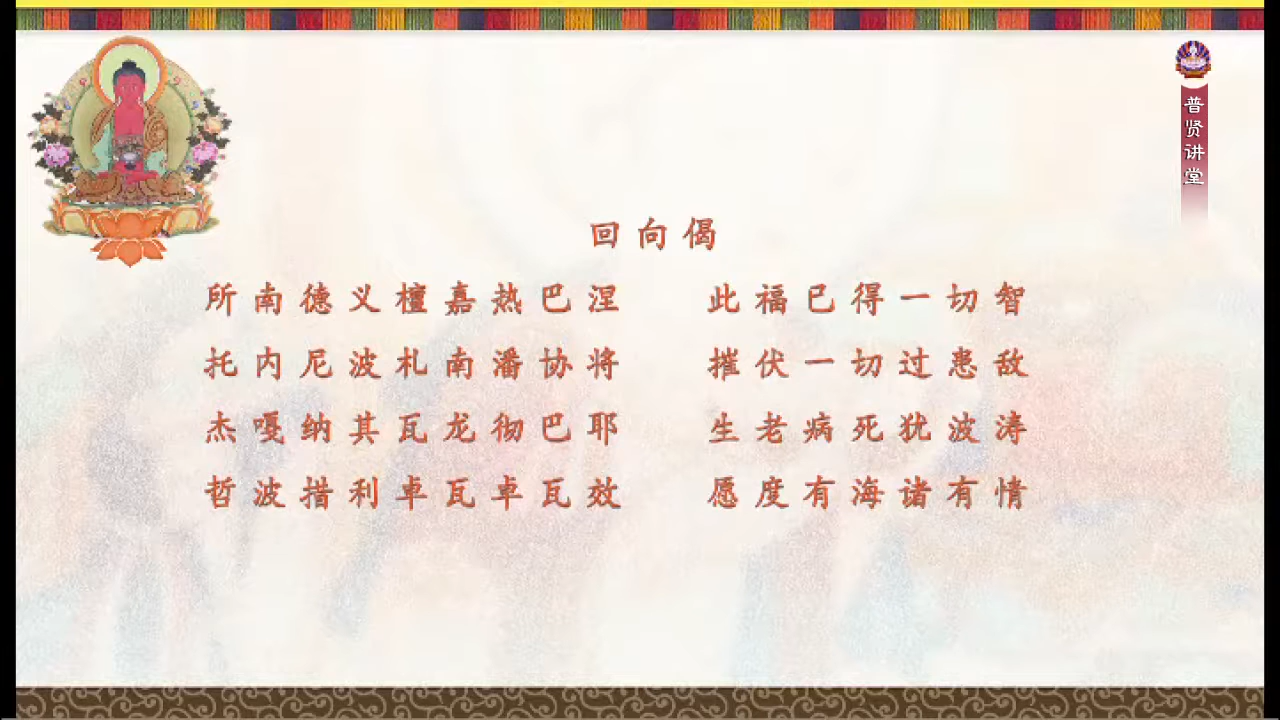 普贤讲堂
回向偈
所南德义檀嘉热巴涅 此福已得一切智
托内尼波札南潘协将 摧伏一切过患敌
杰嘎纳其瓦龙彻巴耶 生老病死犹波涛
哲波措利卓瓦卓瓦效 愿度有海诸有情